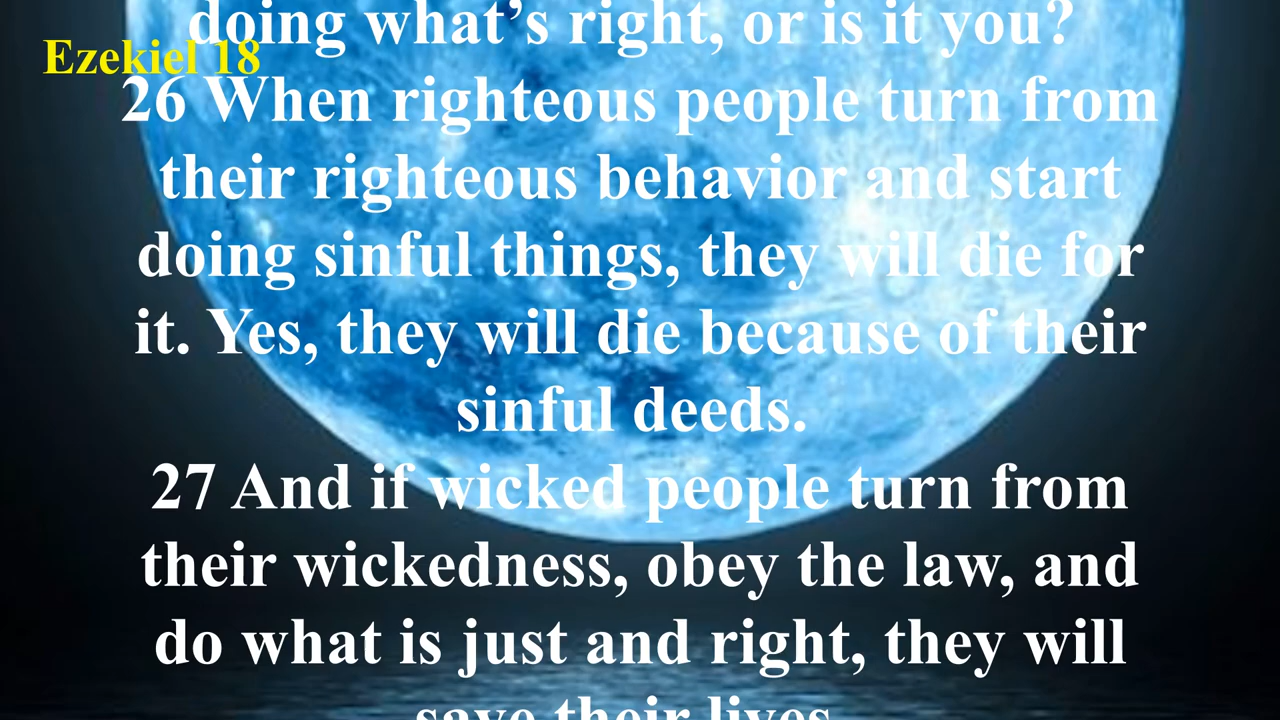 doing what’s right, or is it you?
Ezekiel 18
26 When righteous people turn from
their righteous behavior and start
doing sinful things, they will die for
it. Yes, they will die because of their
sinful deeds.
27 And if wicked people turn from
their wickedness, obey the law, and
do what is just and right, they will
save their lives.